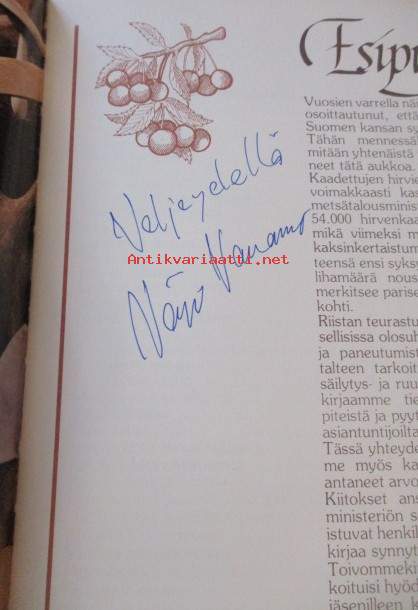 Esipu
Vuosien varrella nä
osoittautunut, että
Suomen kansan s
Tähän mennessä
mitään yhtenäistä
neet tätä aukkoa.
Kaadettujen hirvie
voimakkaasti kas
metsätalousminis
54.000 hirvenkaa
mikä viimeksi m
kaksinkertaistum
teensä ensi syksy
lihamäärä nous
merkitsee parise
kohti.
Riistan teurastu
sellisissa olosuh
ja paneutumist
talteen tarkoit
säilytys- ja ruu
kirjaamme tie
piteistä ja pyyt
asiantuntijoilta
Tässä yhteyde
me myös ka
antaneet arvo
Kiitokset ans
ministeriön s
istuvat henkil
kirjaa synnyt
Toivommeki
koituisi hyöd
jäsenilleen k
Veljeydellä
Antikvariaatti.net